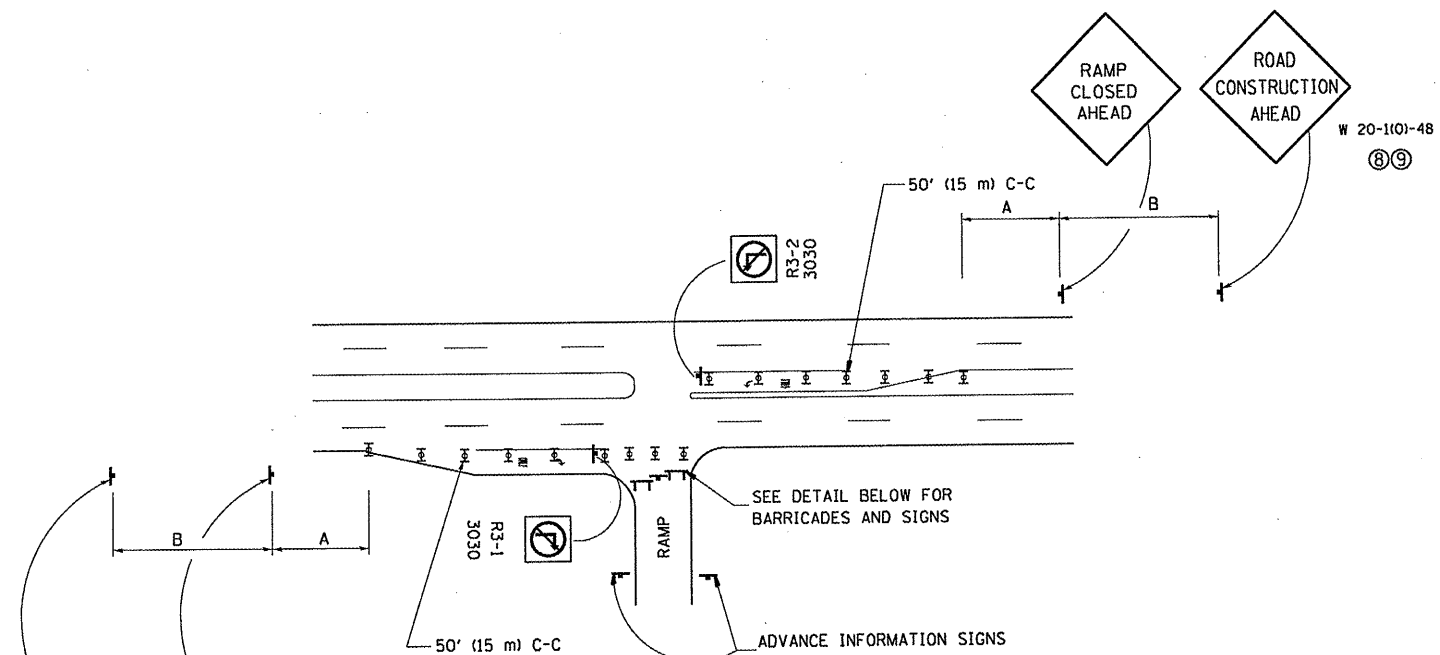 RAMP
CLOSED
AHEAD
ROAD
CONSTRUCTION
AHEAD
W 20-1(O)-48
⑧⑨
50' (15 m) C-C
A
B
R3-2
3030
SEE DETAIL BELOW FOR
BARRICADES AND SIGNS
R3-1
3030
RAMP
B
A
50' (15 m) C-C
ADVANCE INFORMATION SIGNS